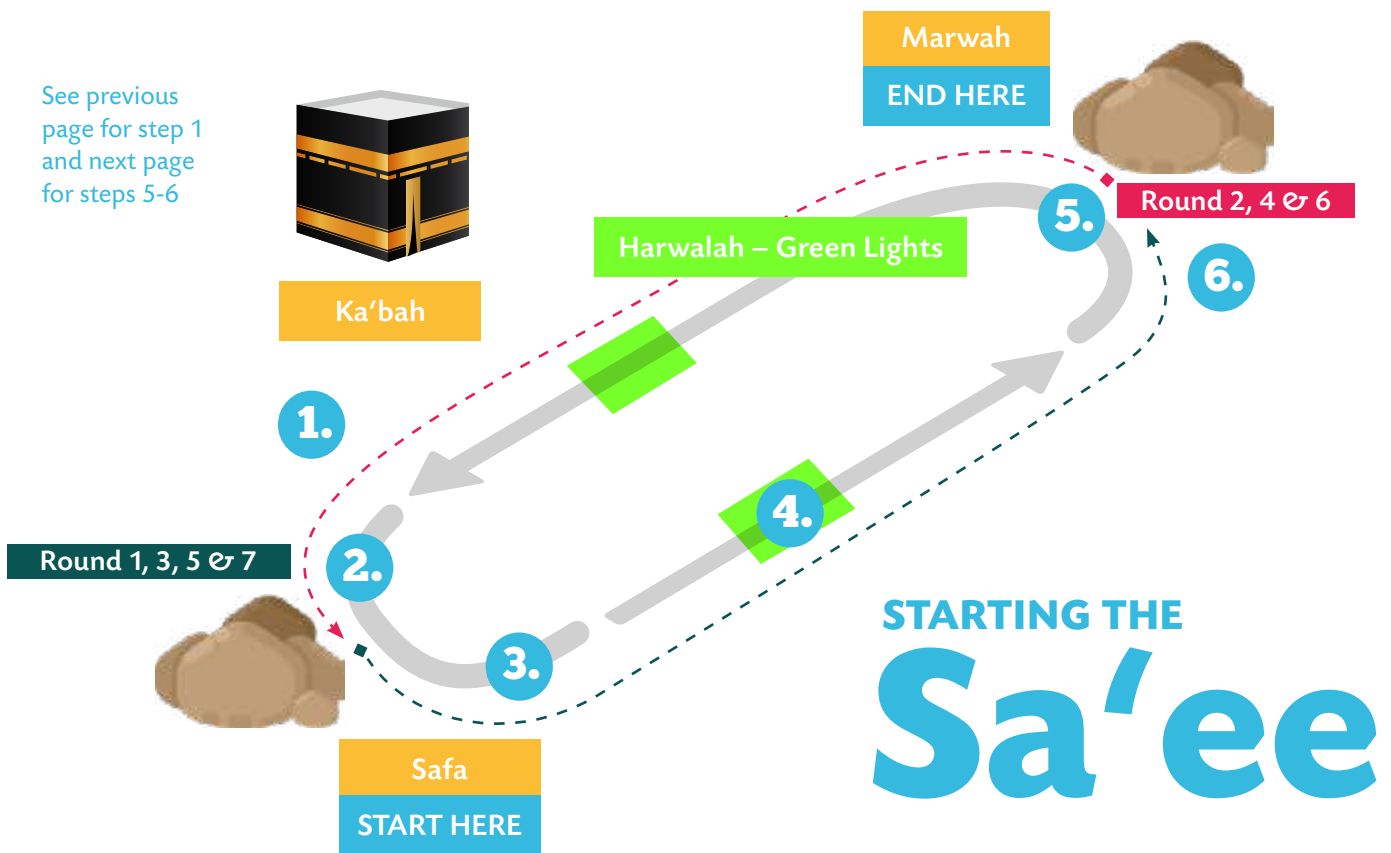 Marwah
END HERE
See previous
page for step 1
and next page
for steps 5-6
5.
Round 2, 4 & 6
Harwalah – Green Lights
6.
Ka‘bah
1.
4.
Round 1, 3, 5 & 7
2.
3.
STARTING THE
Sa‘ee
Safa
START HERE